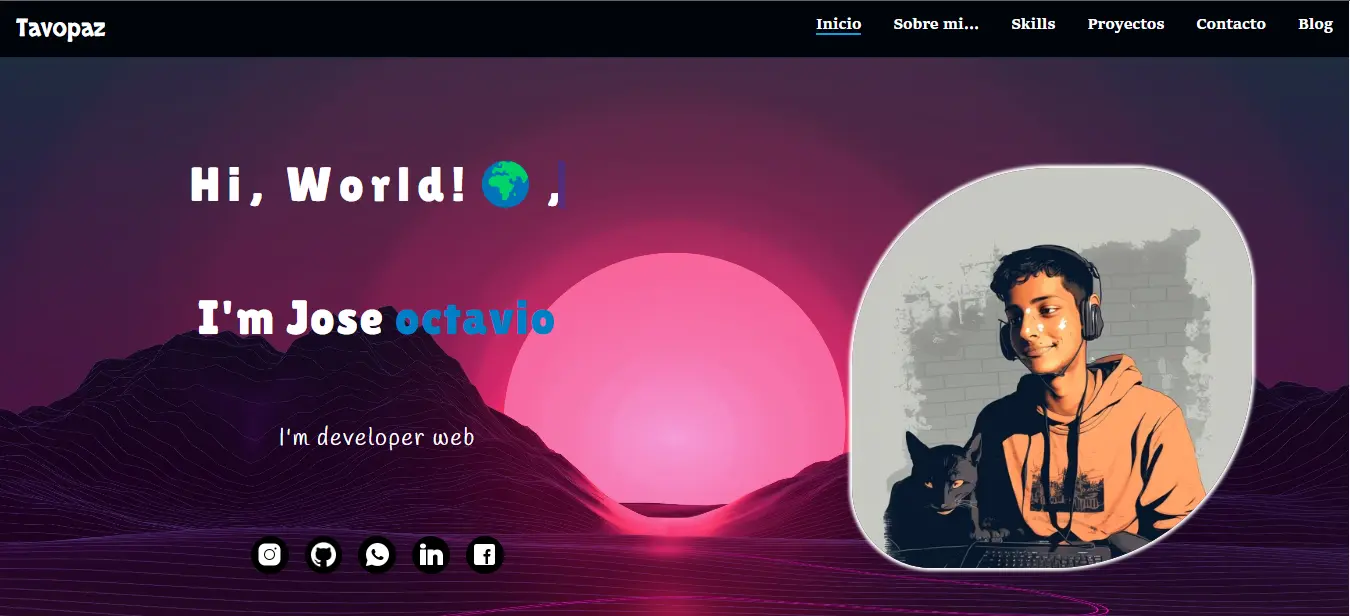 Tavopaz
Inicio Sobre mi... Skills Proyectos Contacto Blog
Hi, World! 🌍 ,
I'm Jose octavio
I'm developer web